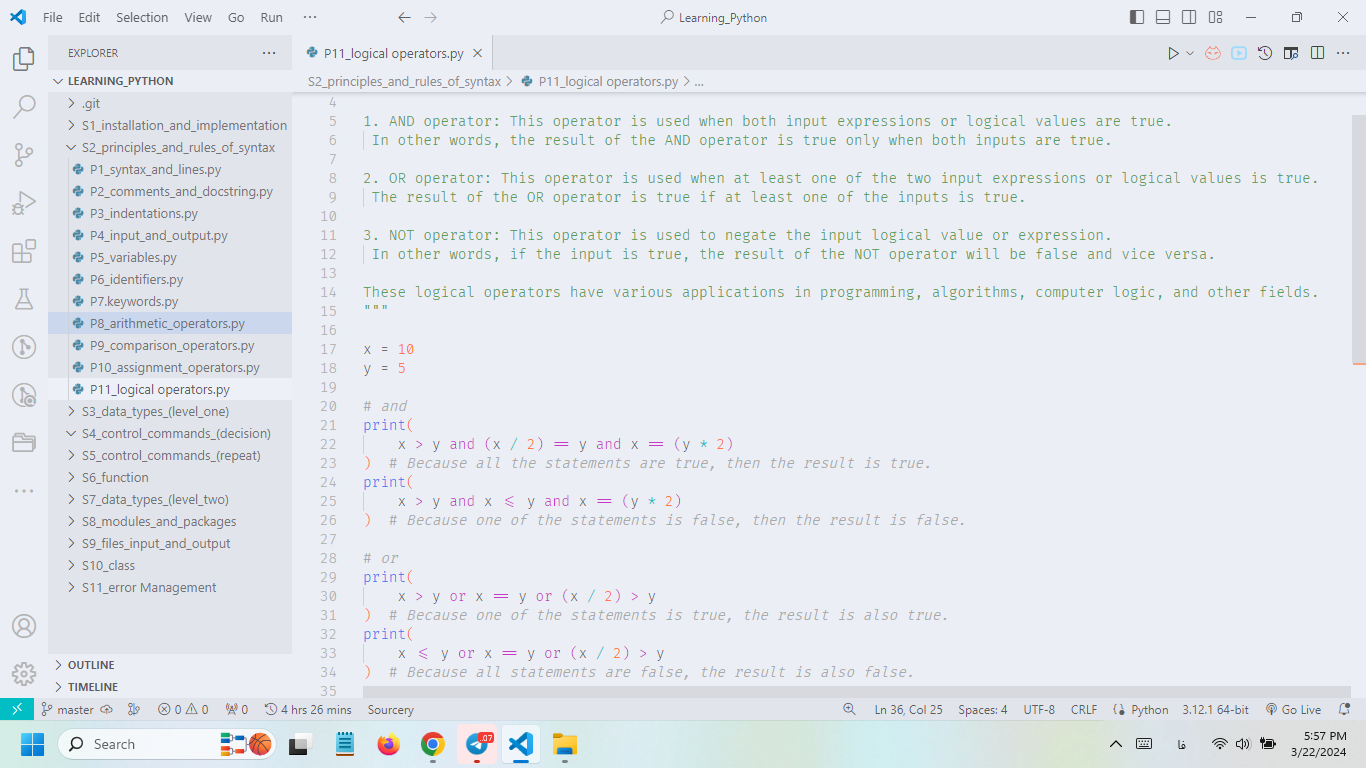 File Edit Selection View Go Run ··· Learning_Python
EXPLORER ···
LEARNING_PYTHON
.git
S1_installation_and_implementation
S2_principles_and_rules_of_syntax
P1_syntax_and_lines.py
P2_comments_and_docstring.py
P3_indentations.py
P4_input_and_output.py
P5_variables.py
P6_identifiers.py
P7.keywords.py
P8_arithmetic_operators.py
P9_comparison_operators.py
P10_assignment_operators.py
P11_logical operators.py
S3_data_types_(level_one)
S4_control_commands_(decision)
S5_control_commands_(repeat)
S6_function
S7_data_types_(level_two)
S8_modules_and_packages
S9_files_input_and_output
S10_class
S11_error Management
OUTLINE
TIMELINE
P11_logical operators.py
S2_principles_and_rules_of_syntax > P11_logical operators.py > ...
4
5 1. AND operator: This operator is used when both input expressions or logical values are true.
6 In other words, the result of the AND operator is true only when both inputs are true.
7
8 2. OR operator: This operator is used when at least one of the two input expressions or logical values is true.
9 The result of the OR operator is true if at least one of the inputs is true.
10
11 3. NOT operator: This operator is used to negate the input logical value or expression.
12 In other words, if the input is true, the result of the NOT operator will be false and vice versa.
13
14 These logical operators have various applications in programming, algorithms, computer logic, and other fields.
15 """
16
17 x = 10
18 y = 5
19
20 # and
21 print(
22 x > y and (x / 2) == y and x == (y * 2)
23 ) # Because all the statements are true, then the result is true.
24 print(
25 x > y and x <= y and x == (y * 2)
26 ) # Because one of the statements is false, then the result is false.
27
28 # or
29 print(
30 x > y or x == y or (x / 2) > y
31 ) # Because one of the statements is true, the result is also true.
32 print(
33 x <= y or x == y or (x / 2) > y
34 ) # Because all statements are false, the result is also false.
35
master 0 0 0 4 hrs 26 mins Sourcery Ln 36, Col 25 Spaces: 4 UTF-8 CRLF Python 3.12.1 64-bit Go Live
Search .07 فا 5:57 PM
3/22/2024